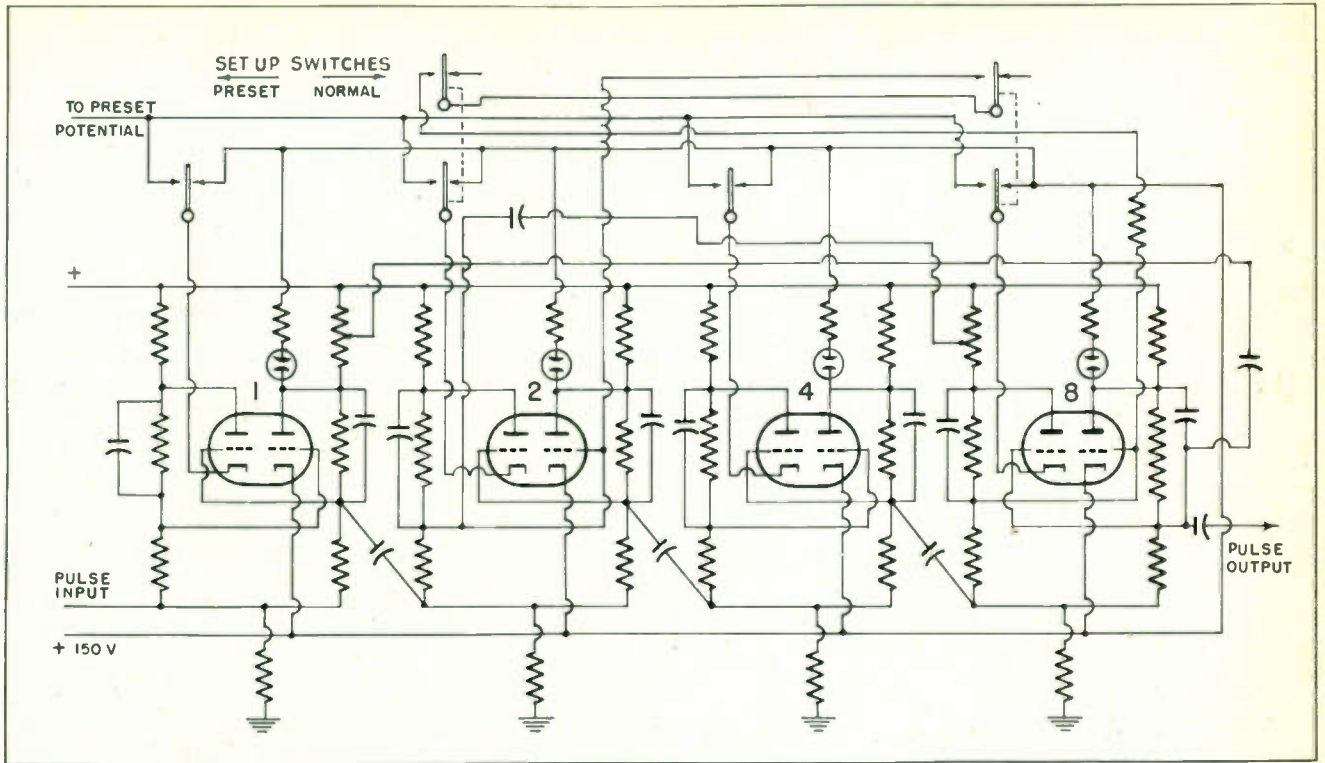 SET UP SWITCHES
PRESET NORMAL
TO PRESET
POTENTIAL
+
1
2
4
8
PULSE
INPUT
PULSE
OUTPUT
+ 150 V